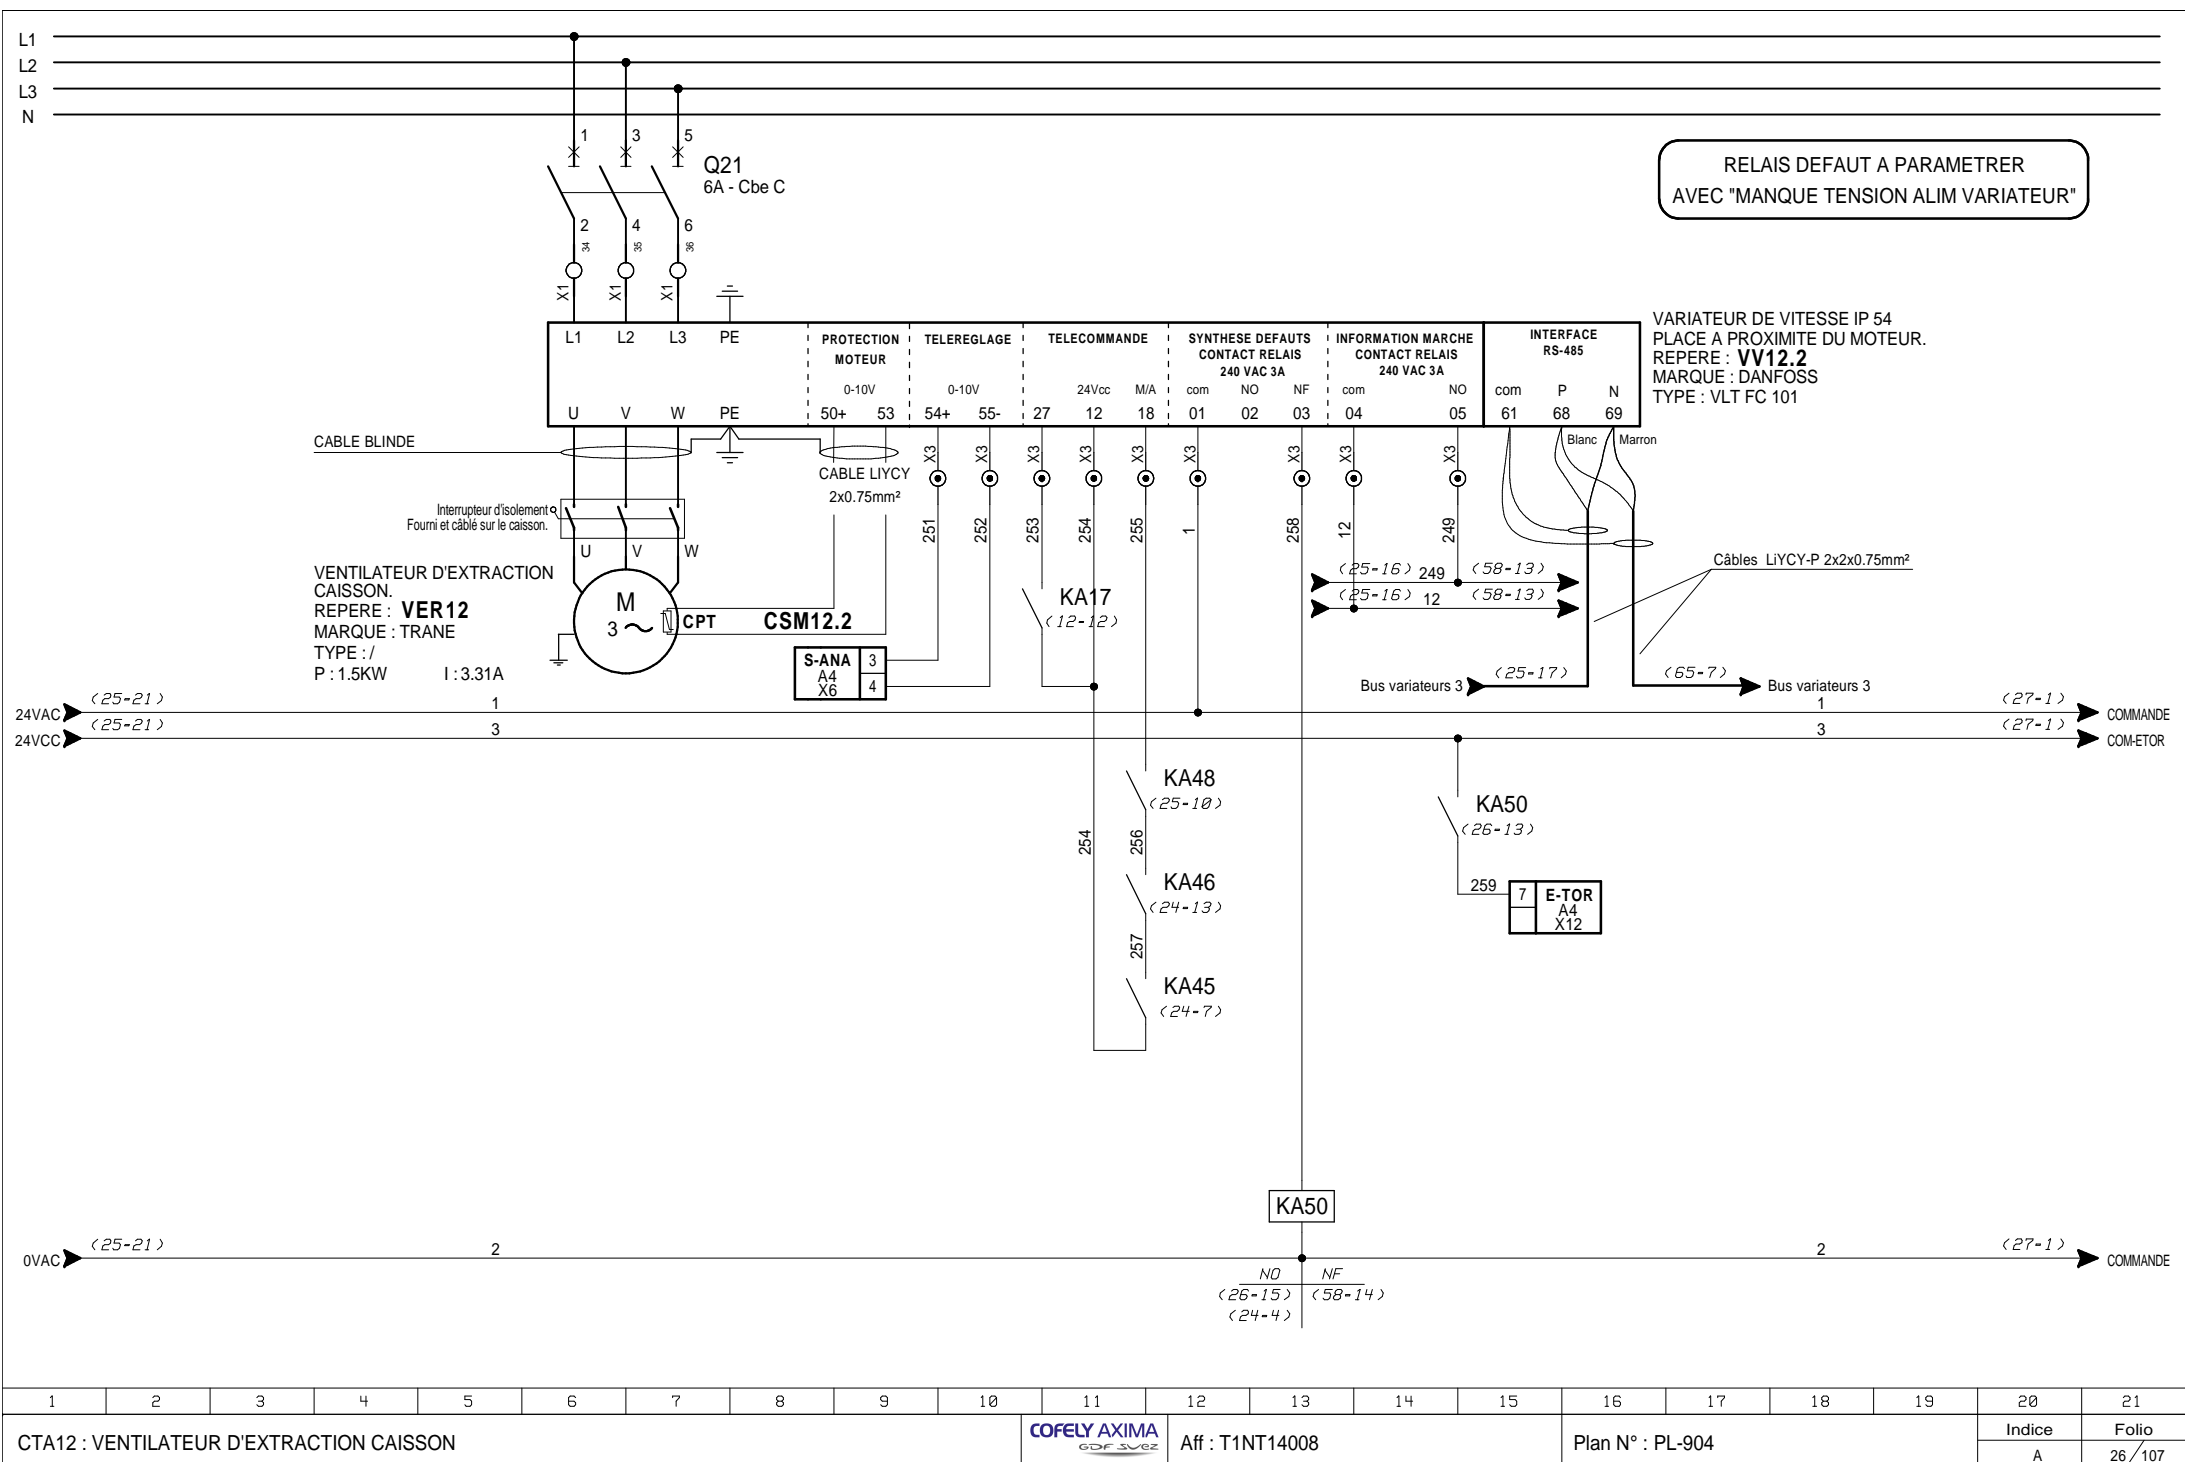 L1
L2
L3
N
1 3 5
Q21
6A - Cbe C
2 4 6
34 35 36
X1 X1 X1
RELAIS DEFAUT A PARAMETRER
AVEC "MANQUE TENSION ALIM VARIATEUR"
L1 L2 L3 PE
PROTECTION
MOTEUR
0-10V
TELEREGLAGE
0-10V
TELECOMMANDE
24Vcc M/A
SYNTHESE DEFAUTS
CONTACT RELAIS
240 VAC 3A
com NO NF
INFORMATION MARCHE
CONTACT RELAIS
240 VAC 3A
com NO
INTERFACE
RS-485
com P N
U V W PE 50+ 53 54+ 55- 27 12 18 01 02 03 04 05 61 68 69
VARIATEUR DE VITESSE IP 54
PLACE A PROXIMITE DU MOTEUR.
REPERE : VV12.2
MARQUE : DANFOSS
TYPE : VLT FC 101
CABLE BLINDE
Blanc Marron
CABLE LIYCY
2x0.75mm²
X3 X3 X3 X3 X3 X3 X3 X3 X3
Interrupteur d'isolement
Fourni et câblé sur le caisson.
251 252 253 254 255 1 258 12 249
U V W
VENTILATEUR D'EXTRACTION
CAISSON.
REPERE : VER12
MARQUE : TRANE
TYPE : /
P : 1.5KW I : 3.31A
M
3
CPT
CSM12.2
S-ANA 3
A4
X6 4
KA17
(12-12)
(25-16) 249 (58-13)
(25-16) 12 (58-13)
Câbles LiYCY-P 2x2x0.75mm²
Bus variateurs 3 (25-17)
(65-7) Bus variateurs 3
24VAC (25-21) 1 1 (27-1) COMMANDE
24VCC (25-21) 3 3 (27-1) COM-ETOR
KA48
(25-10)
254 256
KA46
(24-13)
257
KA45
(24-7)
KA50
(26-13)
259
7 E-TOR
A4
X12
KA50
0VAC (25-21) 2 2 (27-1) COMMANDE
NO NF
(26-15) (58-14)
(24-4)
1 2 3 4 5 6 7 8 9 10 11 12 13 14 15 16 17 18 19 20 21
CTA12 : VENTILATEUR D'EXTRACTION CAISSON
COFELY AXIMA
GDF SUEZ
Aff : T1NT14008
Plan N° : PL-904
Indice
A
Folio
26/107